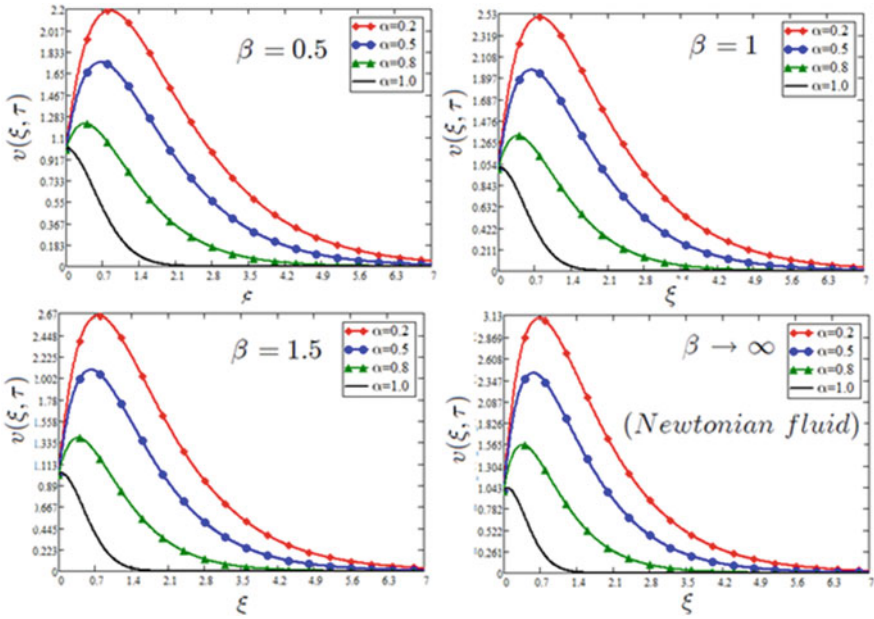 2.2
2.017
1.833
1.65
1.467
1.283
1.1
0.917
0.733
0.55
0.367
0.183
0
v(ξ, τ)
β = 0.5
α=0.2
α=0.5
α=0.8
α=1.0
0.7 1.4 2.1 2.8 3.5 4.2 4.9 5.6 6.3 7
2.53
2.319
2.108
1.897
1.687
1.476
1.265
1.054
0.843
0.632
0.422
0.211
0
v(ξ, τ)
β = 1
α=0.2
α=0.5
α=0.8
α=1.0
0 0.7 1.4 2.1 2.8 3.5 4.2 4.9 5.6 6.3 7
ξ
2.67
2.445
2.225
1.002
1.78
1.558
1.335
1.113
0.89
0.667
0.445
0.223
0
v(ξ, τ)
β = 1.5
α=0.2
α=0.5
α=0.8
α=1.0
0 0.7 1.4 2.1 2.8 3.5 4.2 4.9 5.6 6.3 7
ξ
3.13
2.869
2.608
2.347
2.087
1.826
1.565
1.304
1.043
0.782
0.522
0.261
0
v(ξ, τ)
β → ∞
(Newtonian fluid)
α=0.2
α=0.5
α=0.8
α=1.0
0 0.7 1.4 2.1 2.8 3.5 4.2 4.9 5.6 6.3 7
ξ